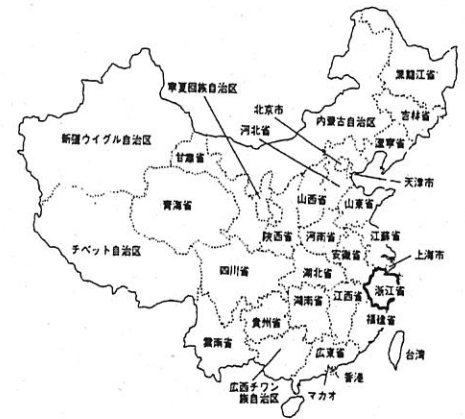 黒龍江省
寧夏回族自治区
吉林省
北京市
内蒙古自治区
河北省
遼寧省
新疆ウイグル自治区
甘粛省
天津市
山西省
山東省
青海省
陝西省
河南省
江蘇省
チベット自治区
安徽省
上海市
四川省
湖北省
浙江省
湖南省
江西省
貴州省
福建省
雲南省
広東省
台湾
広西チワン
族自治区
香港
マカオ